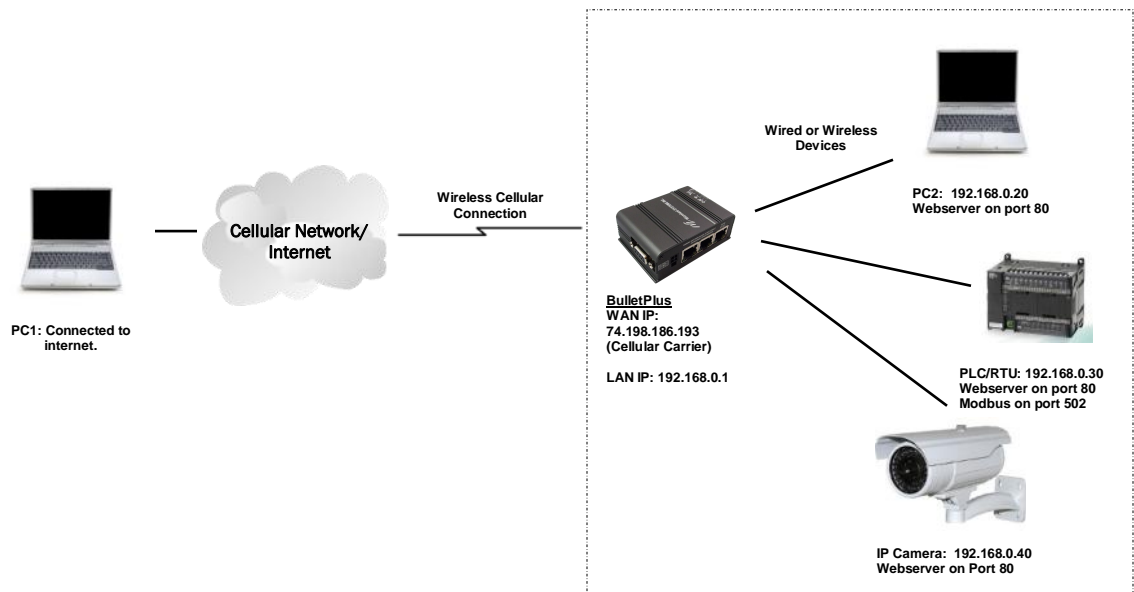 Wired or Wireless
Devices
Wireless Cellular
Connection
Cellular Network/
Internet
PC1: Connected to
internet.
BulletPlus
WAN IP:
74.198.186.193
(Cellular Carrier)
LAN IP: 192.168.0.1
PC2: 192.168.0.20
Webserver on port 80
PLC/RTU: 192.168.0.30
Webserver on port 80
Modbus on port 502
IP Camera: 192.168.0.40
Webserver on Port 80